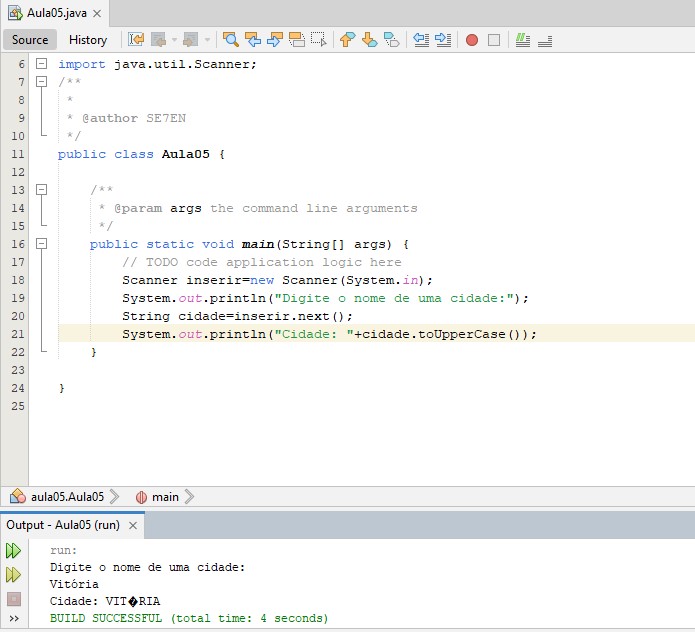 Aula05.java
Source History
6 import java.util.Scanner;
7 /**
8 *
9 * @author SE7EN
10 */
11 public class Aula05 {
12
13 /**
14 * @param args the command line arguments
15 */
16 public static void main(String[] args) {
17 // TODO code application logic here
18 Scanner inserir=new Scanner(System.in);
19 System.out.println("Digite o nome de uma cidade:");
20 String cidade=inserir.next();
21 System.out.println("Cidade: "+cidade.toUpperCase());
22 }
23
24 }
25
aula05.Aula05 main
Output - Aula05 (run)
run:
Digite o nome de uma cidade:
Vitória
Cidade: VIT�RIA
BUILD SUCCESSFUL (total time: 4 seconds)